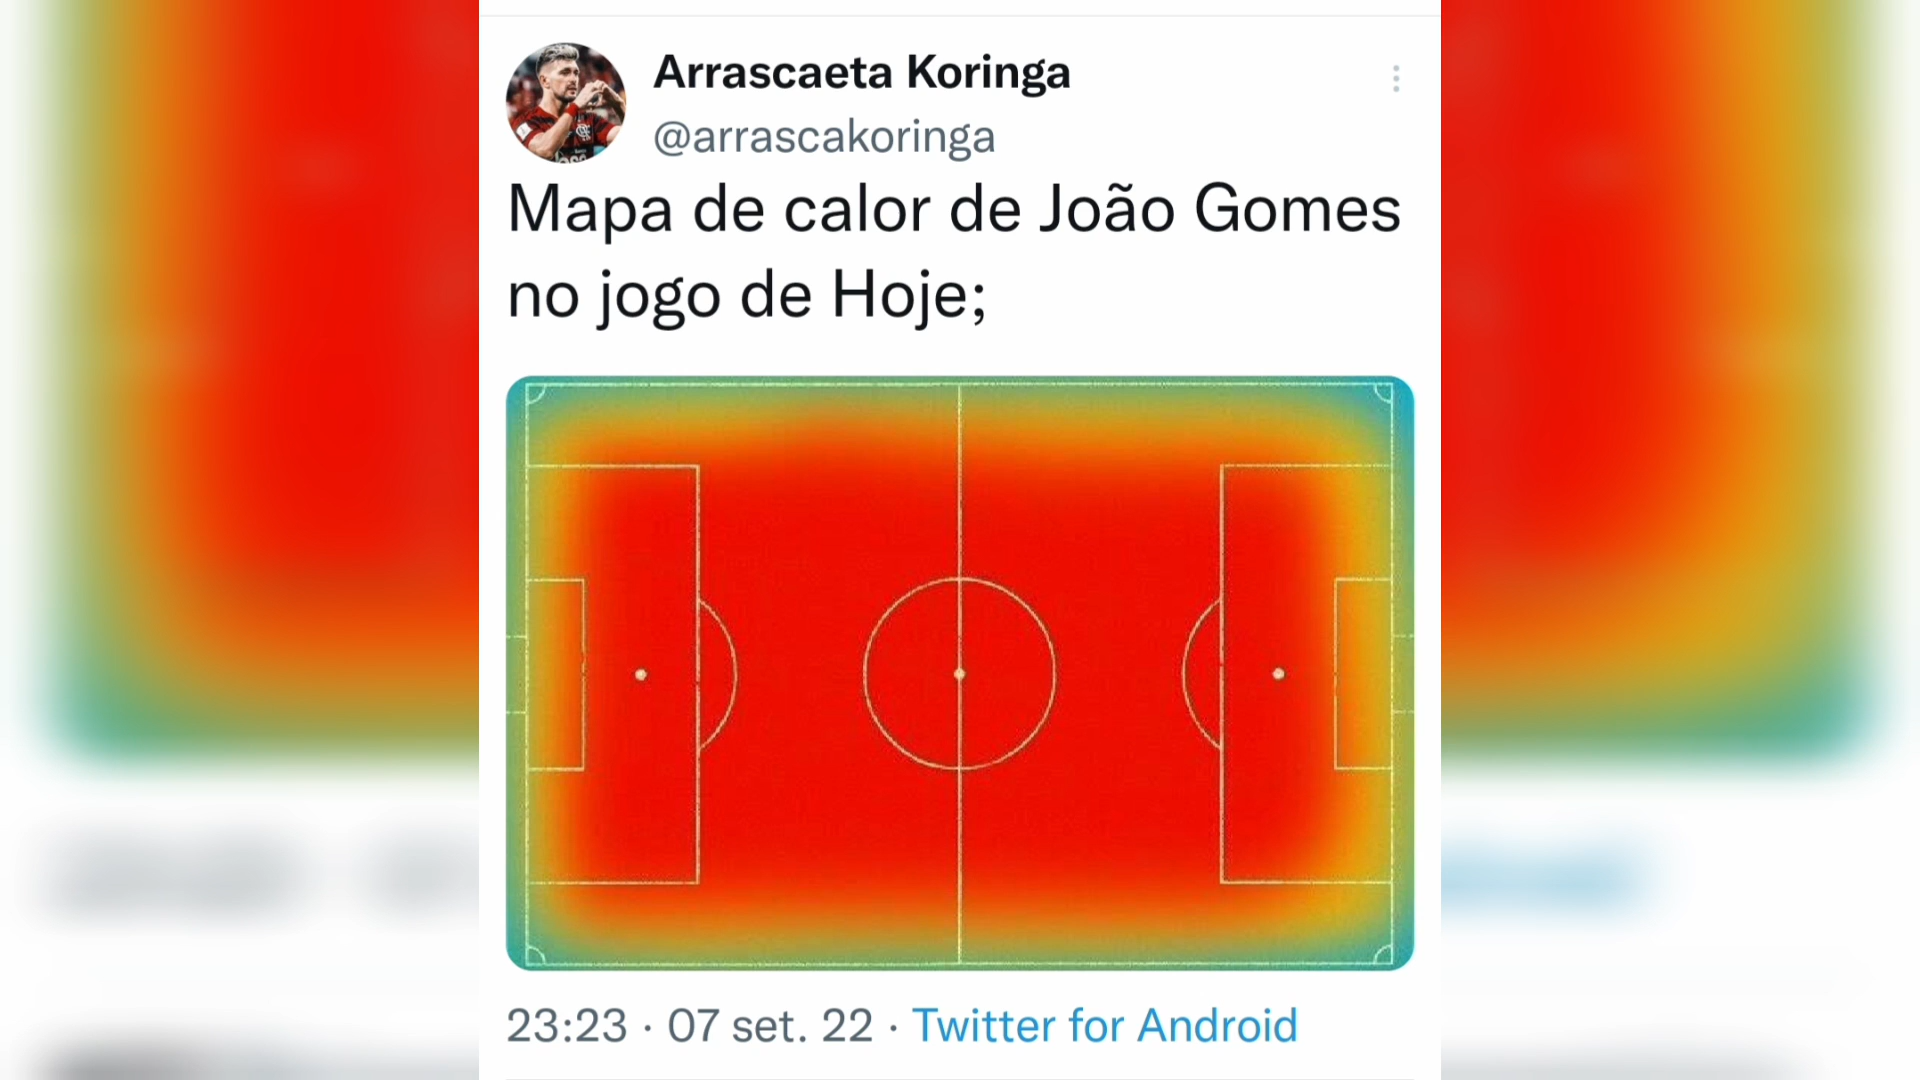 Arrascaeta Koringa
@arrascakoringa
Mapa de calor de João Gomes
no jogo de Hoje;
23:23 · 07 set. 22 · Twitter for Android